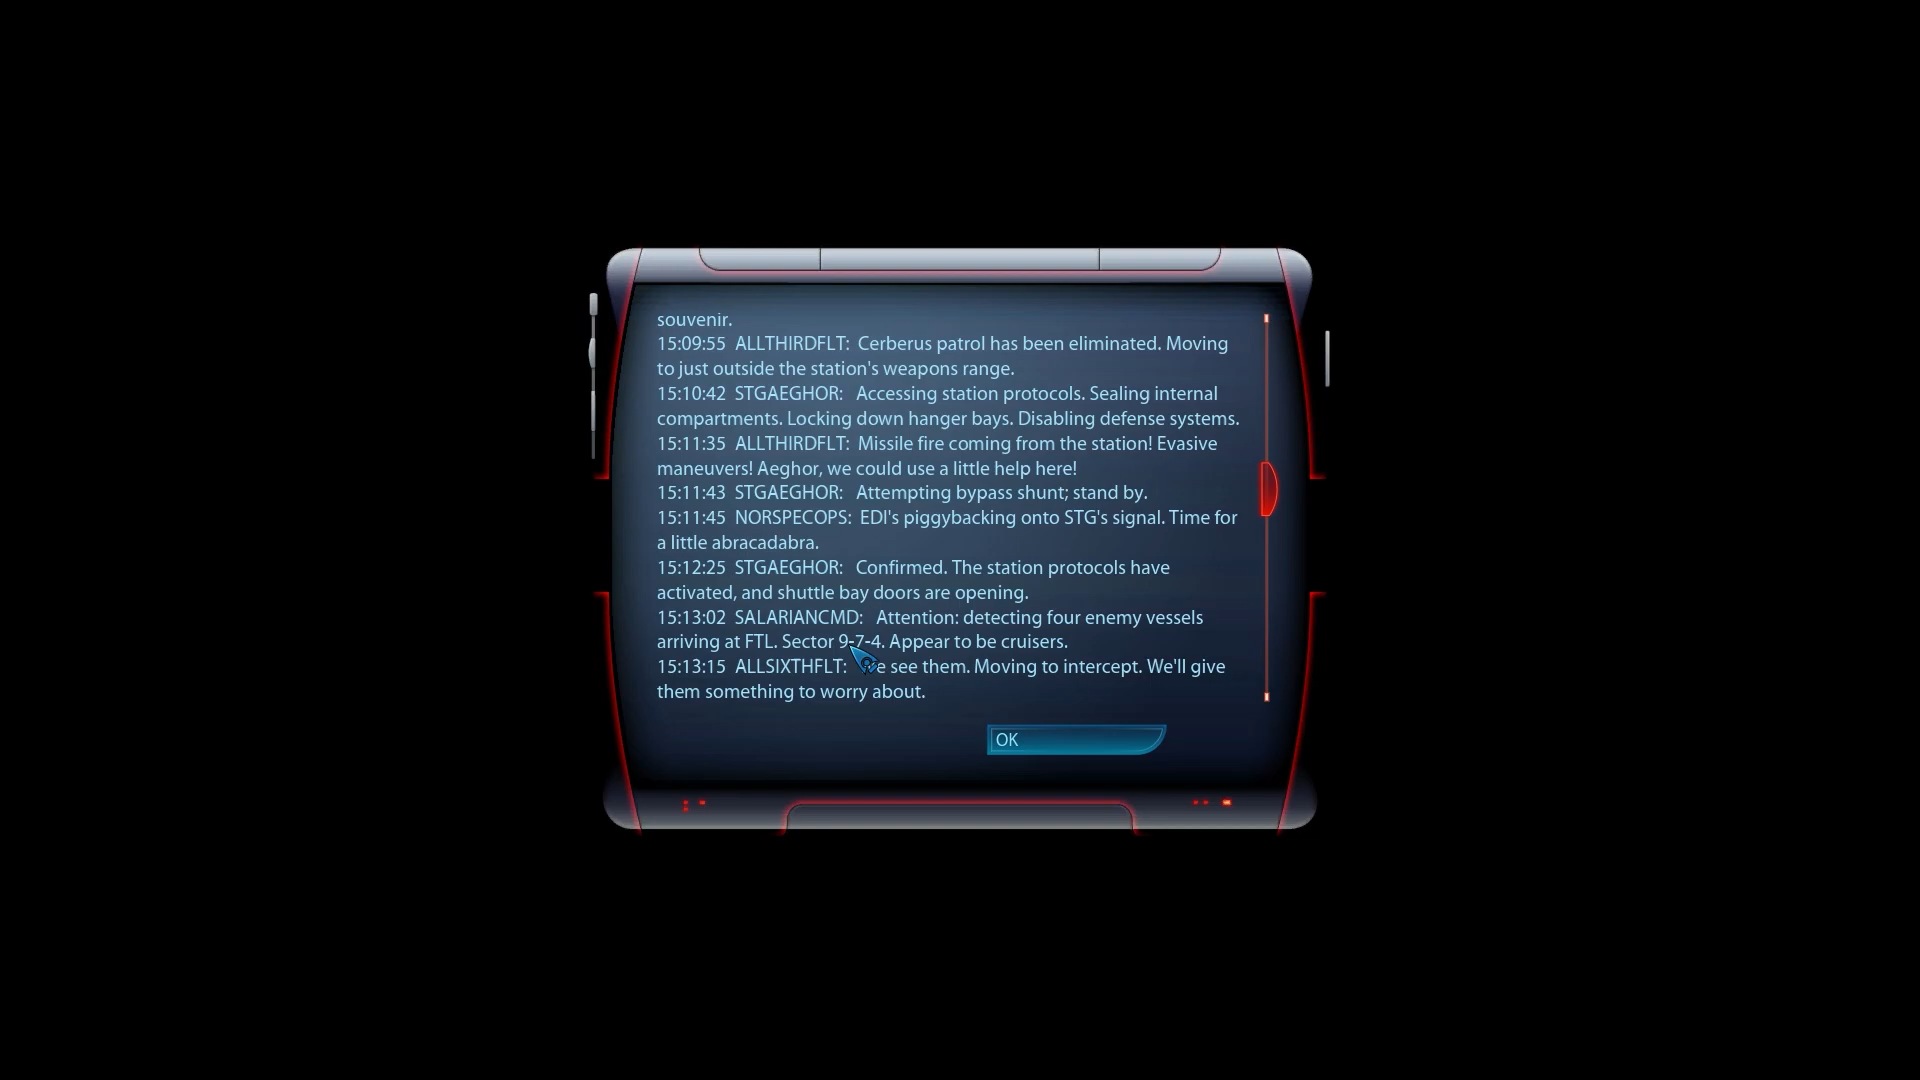 souvenir.
15:09:55 ALLTHIRDFLT: Cerberus patrol has been eliminated. Moving
to just outside the station's weapons range.
15:10:42 STGAEGHOR: Accessing station protocols. Sealing internal
compartments. Locking down hanger bays. Disabling defense systems.
15:11:35 ALLTHIRDFLT: Missile fire coming from the station! Evasive
maneuvers! Aeghor, we could use a little help here!
15:11:43 STGAEGHOR: Attempting bypass shunt; stand by.
15:11:45 NORSPECOPS: EDI's piggybacking onto STG's signal. Time for
a little abracadabra.
15:12:25 STGAEGHOR: Confirmed. The station protocols have
activated, and shuttle bay doors are opening.
15:13:02 SALARIANCMD: Attention: detecting four enemy vessels
arriving at FTL. Sector 9-7-4. Appear to be cruisers.
15:13:15 ALLSIXTHFLT: see them. Moving to intercept. We'll give
them something to worry about.
OK